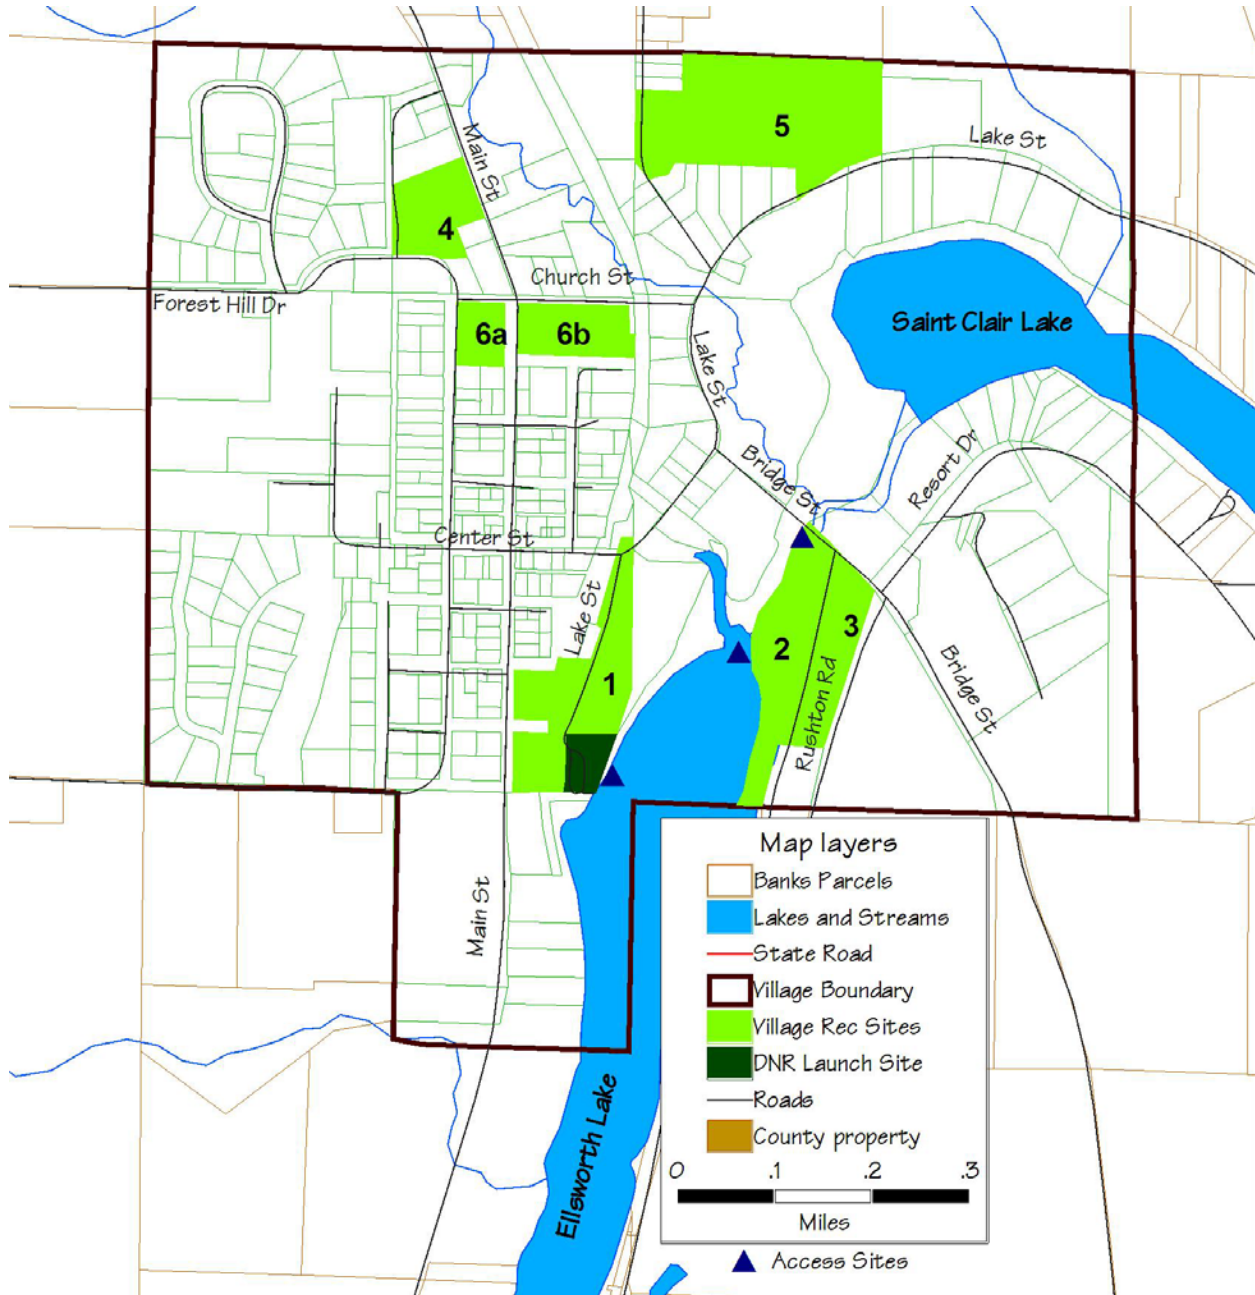 5
Lake St
Main St
4
Church St
Forest Hill Dr
6a
6b
Saint Clair Lake
Lake St
Bridge St
Resort Dr
Center St
Lake St
2
3
1
Rushton Rd
Bridge St
Main St
Ellsworth Lake
Map layers
Banks Parcels
Lakes and Streams
State Road
Village Boundary
Village Rec Sites
DNR Launch Site
Roads
County property
0 .1 .2 .3
Miles
Access Sites